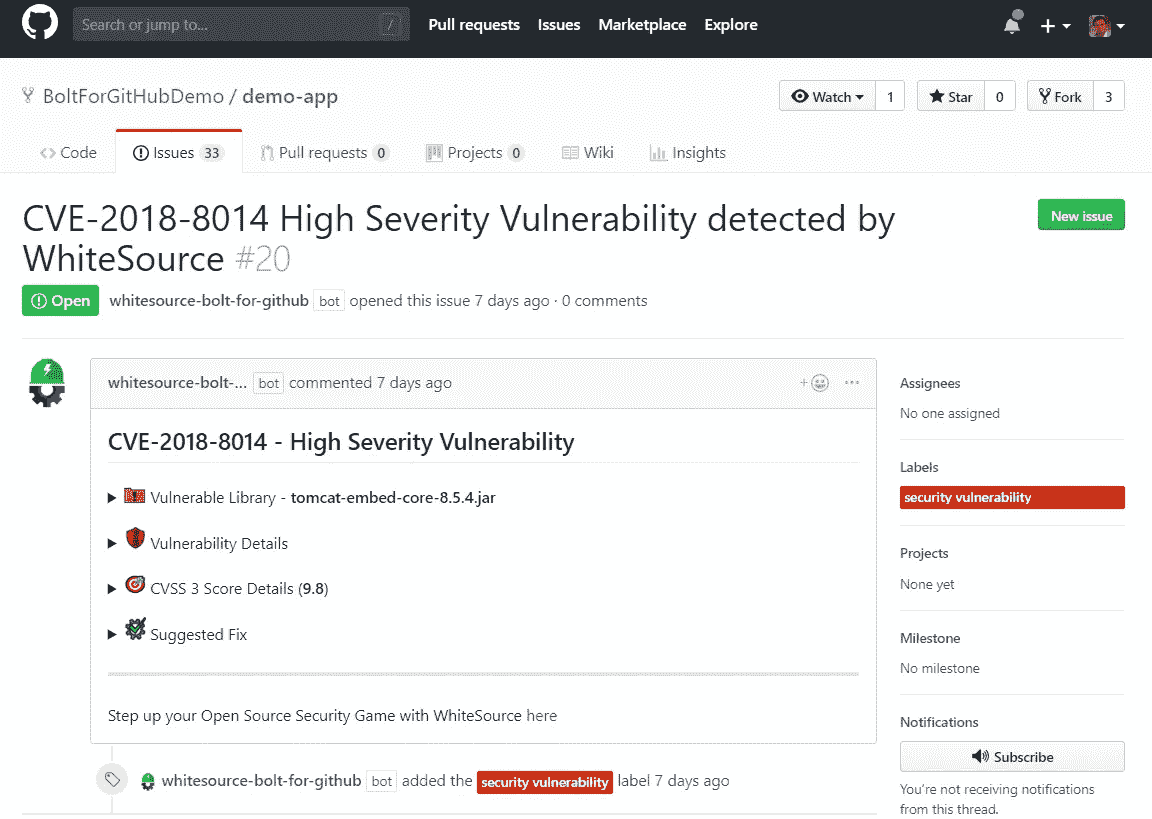 Search or jump to... /
Pull requests Issues Marketplace Explore
BoltForGitHubDemo / demo-app
Watch 1 Star 0 Fork 3
Code Issues 33 Pull requests 0 Projects 0 Wiki Insights
CVE-2018-8014 High Severity Vulnerability detected by
WhiteSource #20
New issue
Open whitesource-bolt-for-github bot opened this issue 7 days ago · 0 comments
whitesource-bolt-... bot commented 7 days ago
CVE-2018-8014 - High Severity Vulnerability
Vulnerable Library - tomcat-embed-core-8.5.4.jar
Vulnerability Details
CVSS 3 Score Details (9.8)
Suggested Fix
Step up your Open Source Security Game with WhiteSource here
whitesource-bolt-for-github bot added the security vulnerability label 7 days ago
Assignees
No one assigned
Labels
security vulnerability
Projects
None yet
Milestone
No milestone
Notifications
Subscribe
You're not receiving notifications
from this thread.